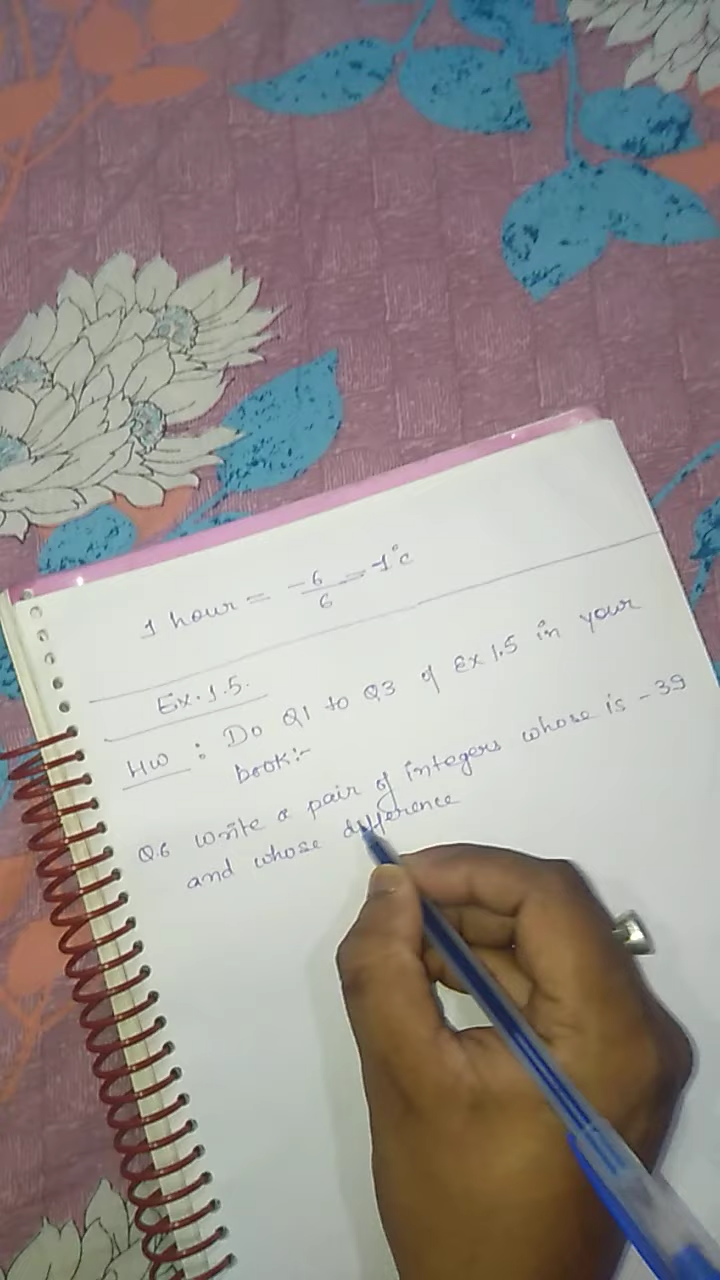 1 hour = -6/6 = -1°c
Ex.1.5.
HW : Do Q1 to Q3 of Ex 1.5 in your
book:-
Q.6 Write a pair of integers whose is -39
and whose difference